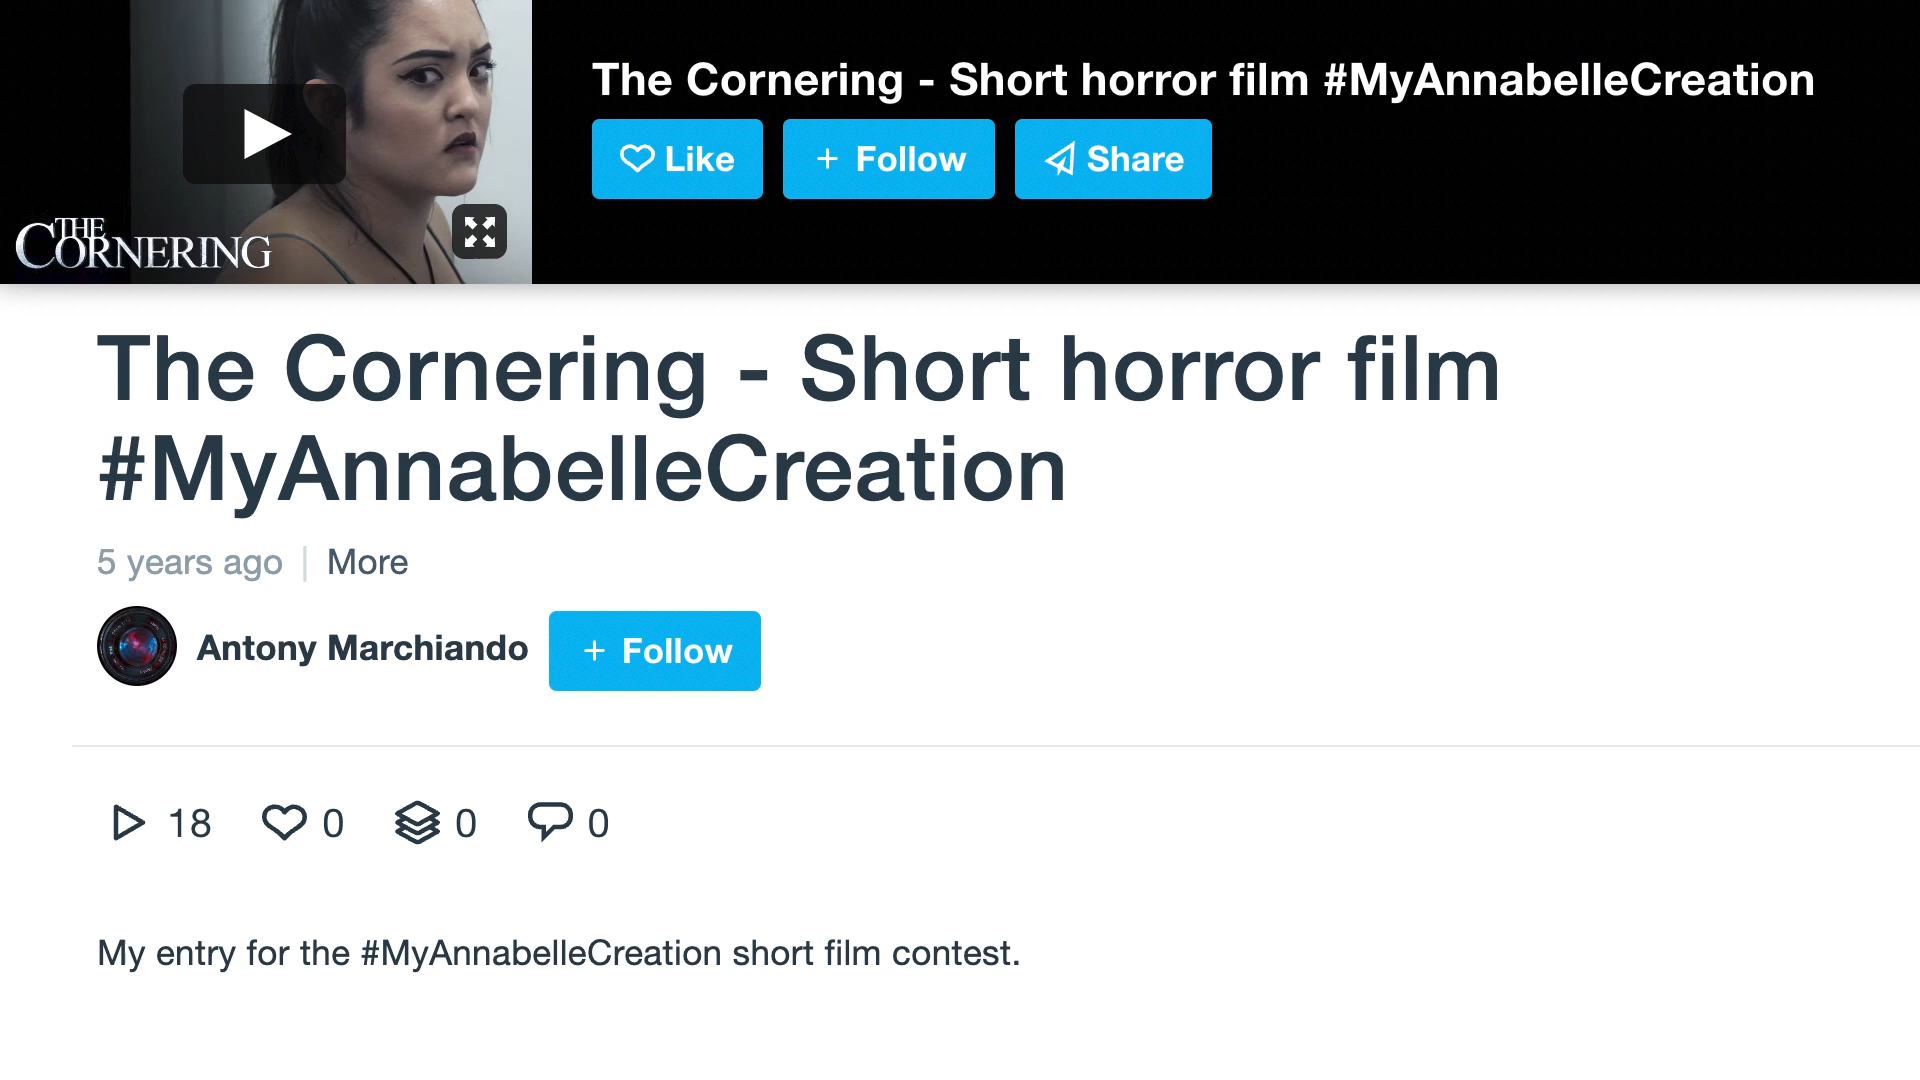 THE
CORNERING
The Cornering - Short horror film #MyAnnabelleCreation
Like
+ Follow
Share
The Cornering - Short horror film
#MyAnnabelleCreation
5 years ago | More
Antony Marchiando
+ Follow
18
0
0
0
My entry for the #MyAnnabelleCreation short film contest.